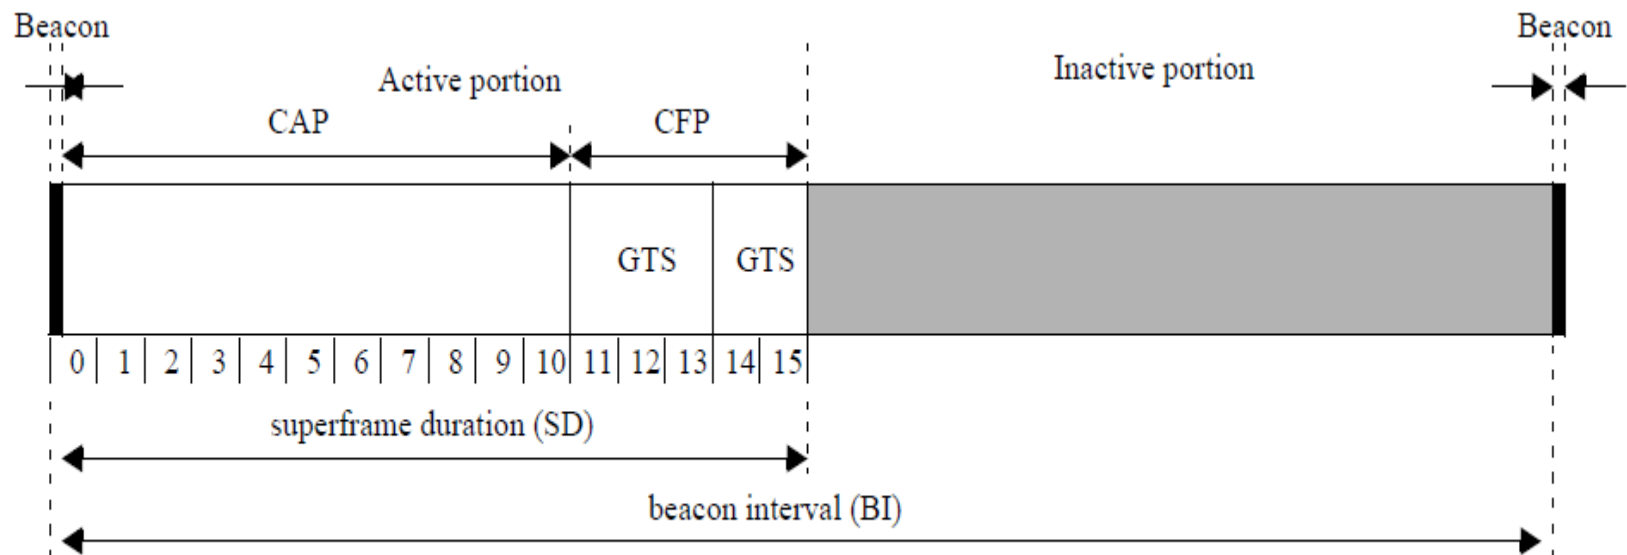 Beacon
Beacon
Active portion
Inactive portion
CAP
CFP
GTS
GTS
0 1 2 3 4 5 6 7 8 9 10 11 12 13 14 15
superframe duration (SD)
beacon interval (BI)